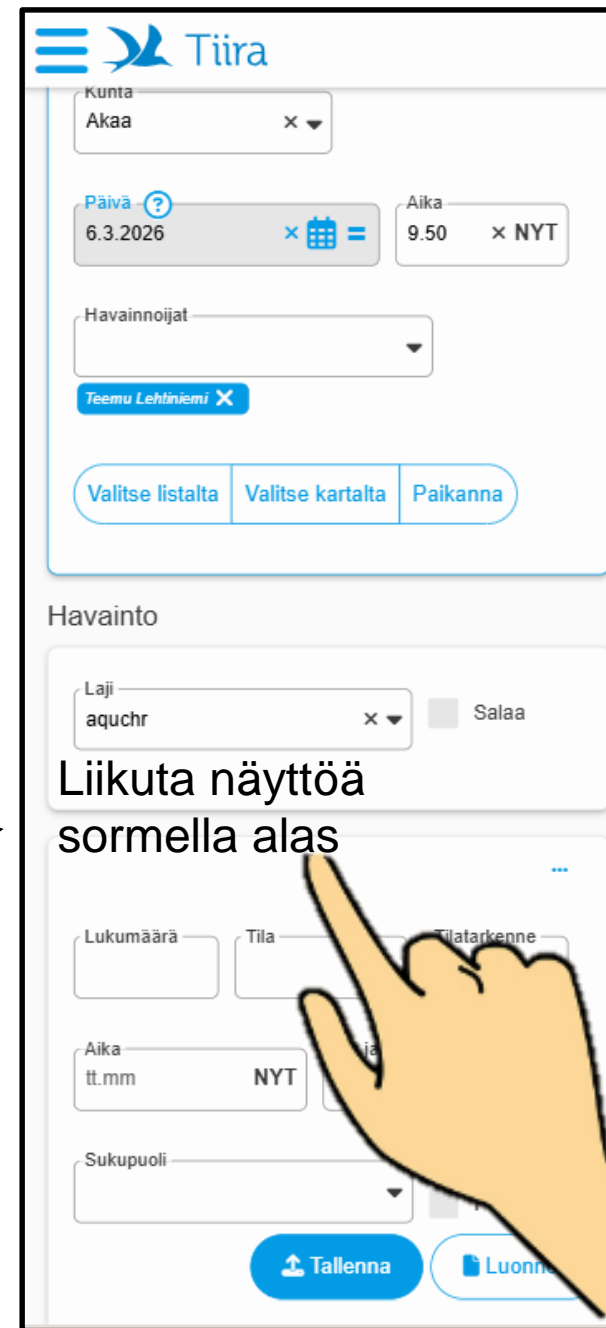 Tiira
Kunta
Akaa
Päivä ?
Aika
6.3.2026
9.50 NYT
Havainnoijat
Teemu Lehtiniemi
Valitse listalta Valitse kartalta Paikanna
Havainto
Laji
aquchr
Salaa
Liikuta näyttöä
sormella alas
Lukumäärä Tila Tilatarkenne
Aika
tt.mm NYT
Sukupuoli
Tallenna